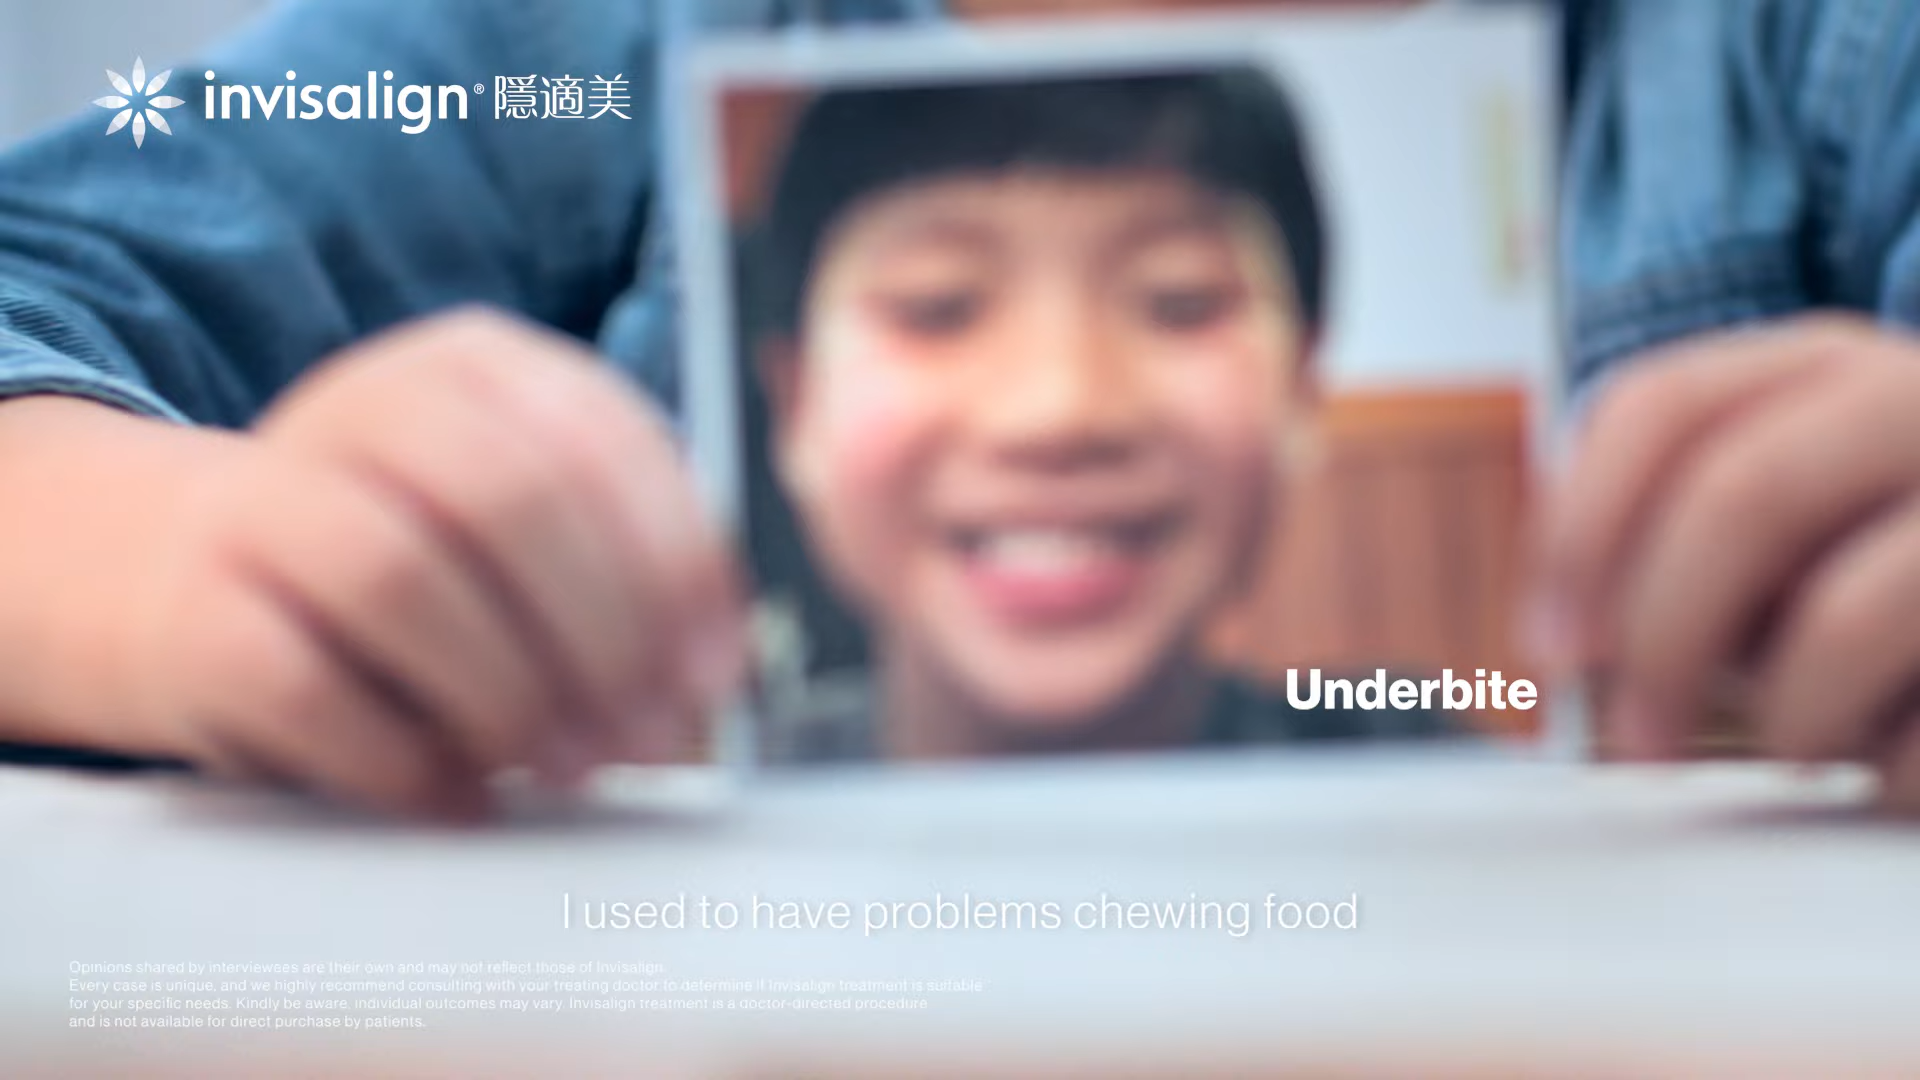 invisalign® 隱適美
Underbite
I used to have problems chewing food
Opinions shared by interviewees are their own and may not reflect those of Invisalign.
Every case is unique, and we highly recommend consulting with your treating doctor to determine if Invisalign treatment is suitable
for your specific needs. Kindly be aware, individual outcomes may vary. Invisalign treatment is a doctor-directed procedure
and is not available for direct purchase by patients.